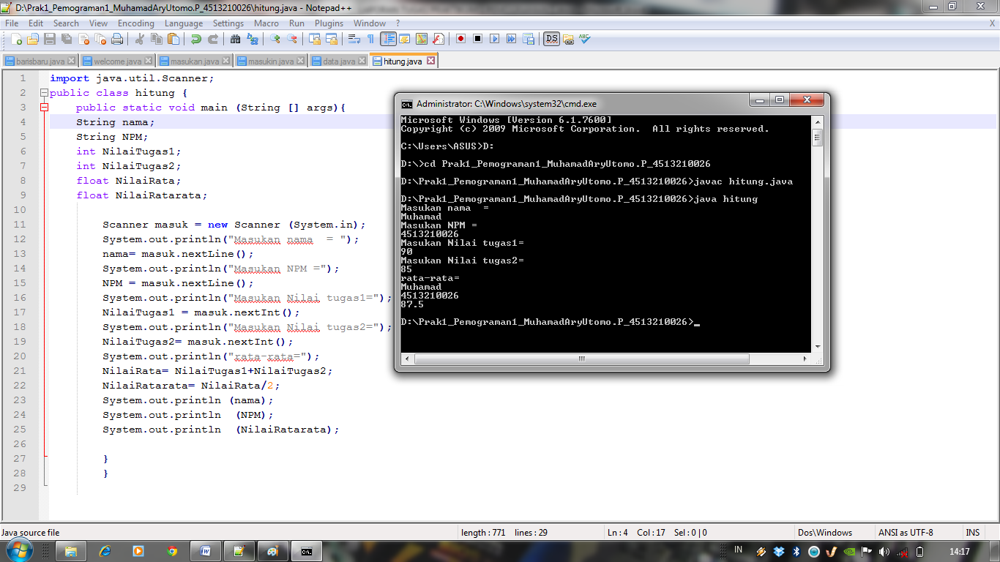 D:\Prak1_Pemograman1_MuhamadAryUtomo.P_4513210026\hitung.java - Notepad++
File Edit Search View Encoding Language Settings Macro Run Plugins Window ? X
barisbaru.java welcome.java masukan.java masukin.java data.java hitung.java
1 import java.util.Scanner;
2 public class hitung {
3 public static void main (String [] args){
4 String nama;
5 String NPM;
6 int NilaiTugas1;
7 int NilaiTugas2;
8 float NilaiRata;
9 float NilaiRatarata;
10
11 Scanner masuk = new Scanner (System.in);
12 System.out.println("Masukan nama  = ");
13 nama= masuk.nextLine();
14 System.out.println("Masukan NPM =");
15 NPM = masuk.nextLine();
16 System.out.println("Masukan Nilai tugas1=");
17 NilaiTugas1 = masuk.nextInt();
18 System.out.println("Masukan Nilai tugas2=");
19 NilaiTugas2= masuk.nextInt();
20 System.out.println("rata-rata=");
21 NilaiRata= NilaiTugas1+NilaiTugas2;
22 NilaiRatarata= NilaiRata/2;
23 System.out.println (nama);
24 System.out.println  (NPM);
25 System.out.println  (NilaiRatarata);
26
27 }
28 }
29
Administrator: C:\Windows\system32\cmd.exe
Microsoft Windows [Version 6.1.7600]
Copyright (c) 2009 Microsoft Corporation.  All rights reserved.
C:\Users\ASUS>D:
D:\>cd Prak1_Pemograman1_MuhamadAryUtomo.P_4513210026
D:\Prak1_Pemograman1_MuhamadAryUtomo.P_4513210026>javac hitung.java
D:\Prak1_Pemograman1_MuhamadAryUtomo.P_4513210026>java hitung
Masukan nama  =
Muhamad
Masukan NPM =
4513210026
Masukan Nilai tugas1=
90
Masukan Nilai tugas2=
85
rata-rata=
Muhamad
4513210026
87.5
D:\Prak1_Pemograman1_MuhamadAryUtomo.P_4513210026>_
Java source file length : 771 lines : 29 Ln : 4 Col : 17 Sel : 0 | 0 Dos\Windows ANSI as UTF-8 INS
IN 14:17